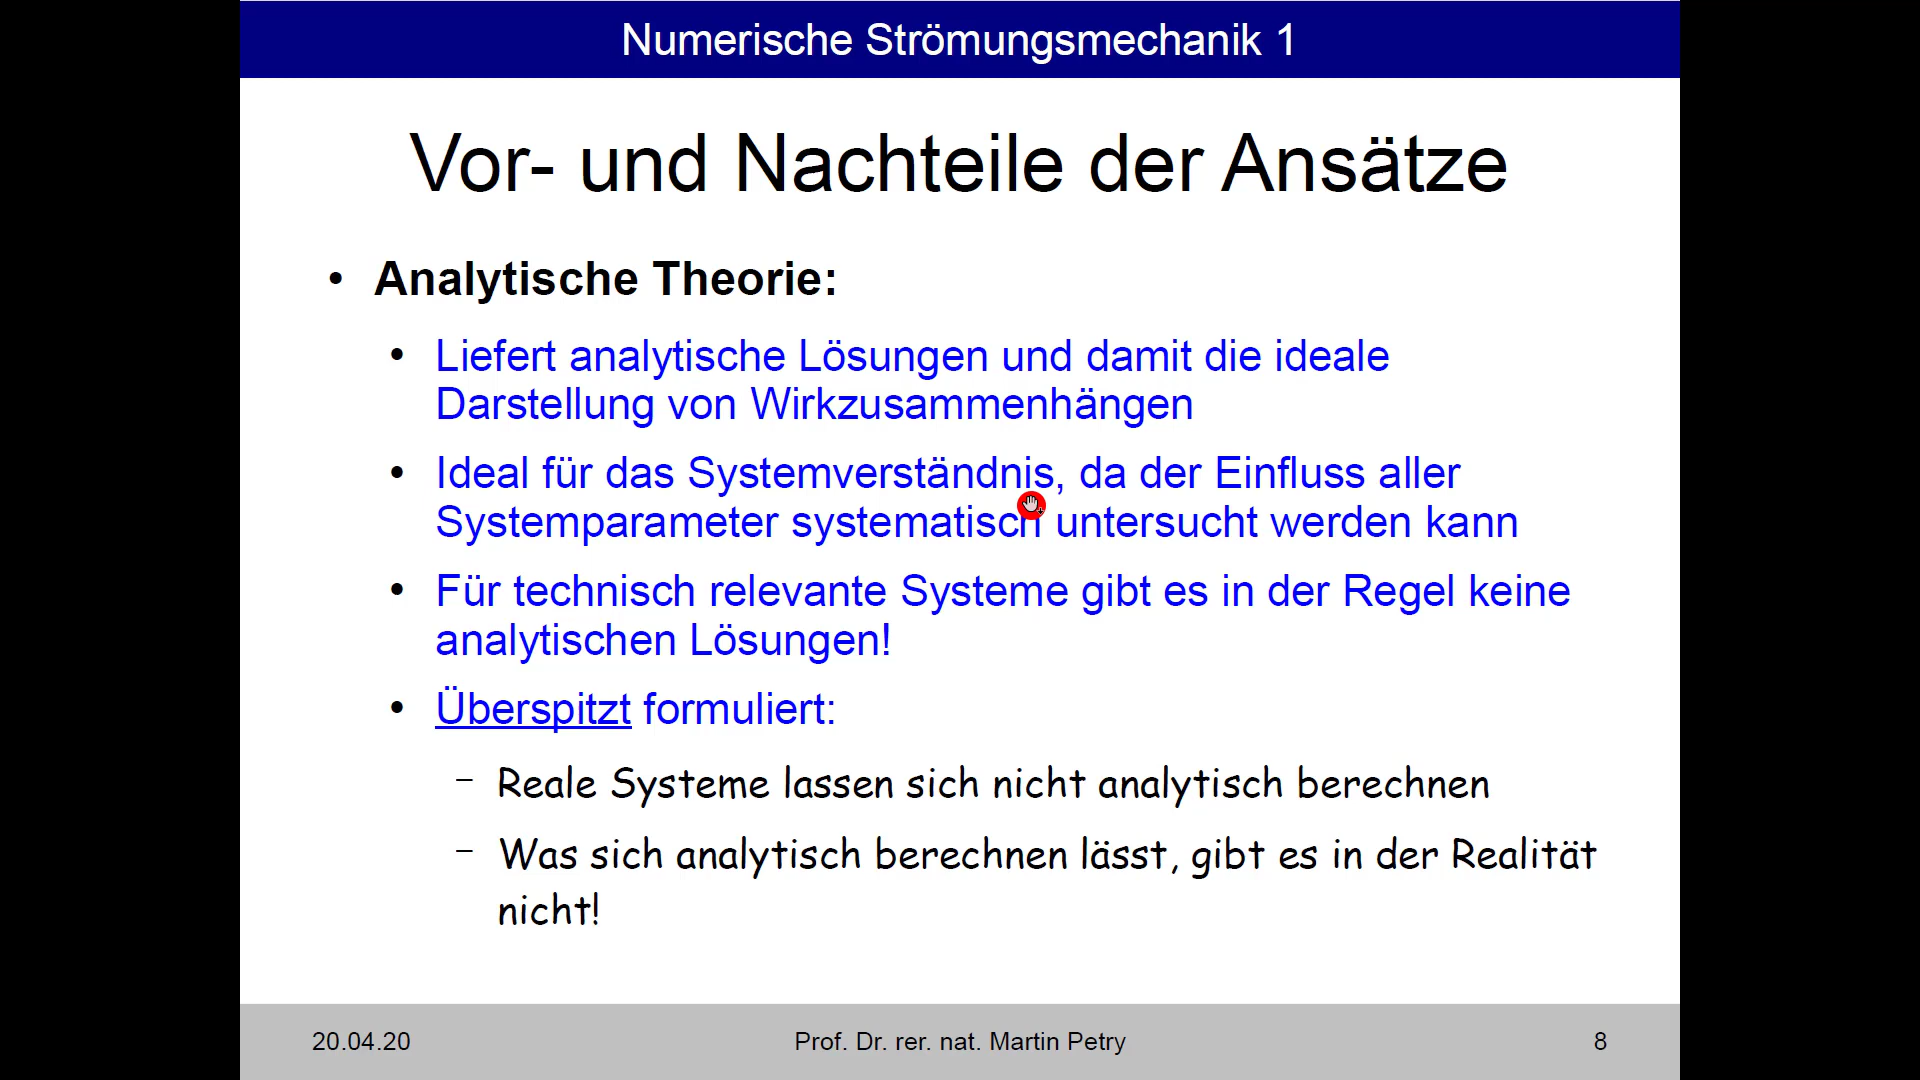 Numerische Strömungsmechanik 1
Vor- und Nachteile der Ansätze
• Analytische Theorie:
• Liefert analytische Lösungen und damit die ideale
Darstellung von Wirkzusammenhängen
• Ideal für das Systemverständnis, da der Einfluss aller
Systemparameter systematisch untersucht werden kann
• Für technisch relevante Systeme gibt es in der Regel keine
analytischen Lösungen!
• Überspitzt formuliert:
– Reale Systeme lassen sich nicht analytisch berechnen
– Was sich analytisch berechnen lässt, gibt es in der Realität
nicht!
20.04.20 Prof. Dr. rer. nat. Martin Petry 8